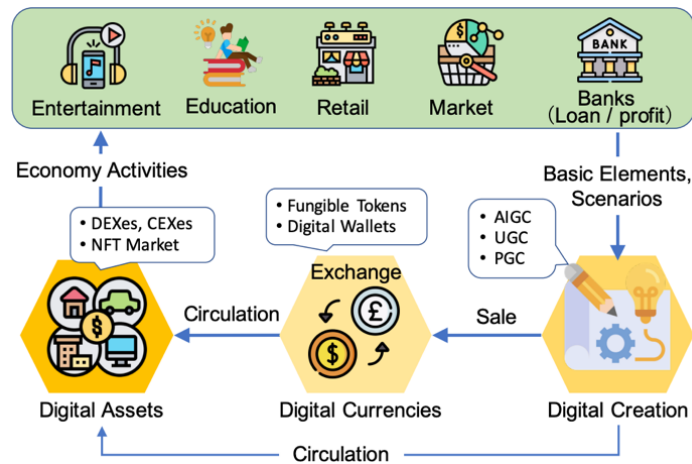 BANK
Entertainment
Education
Retail
Market
Banks
(Loan / profit)
Economy Activities
Basic Elements,
Scenarios
• DEXes, CEXes
• NFT Market
• Fungible Tokens
• Digital Wallets
• AIGC
• UGC
• PGC
Exchange
£
$
$
Circulation
Sale
Digital Assets
Digital Currencies
Digital Creation
Circulation